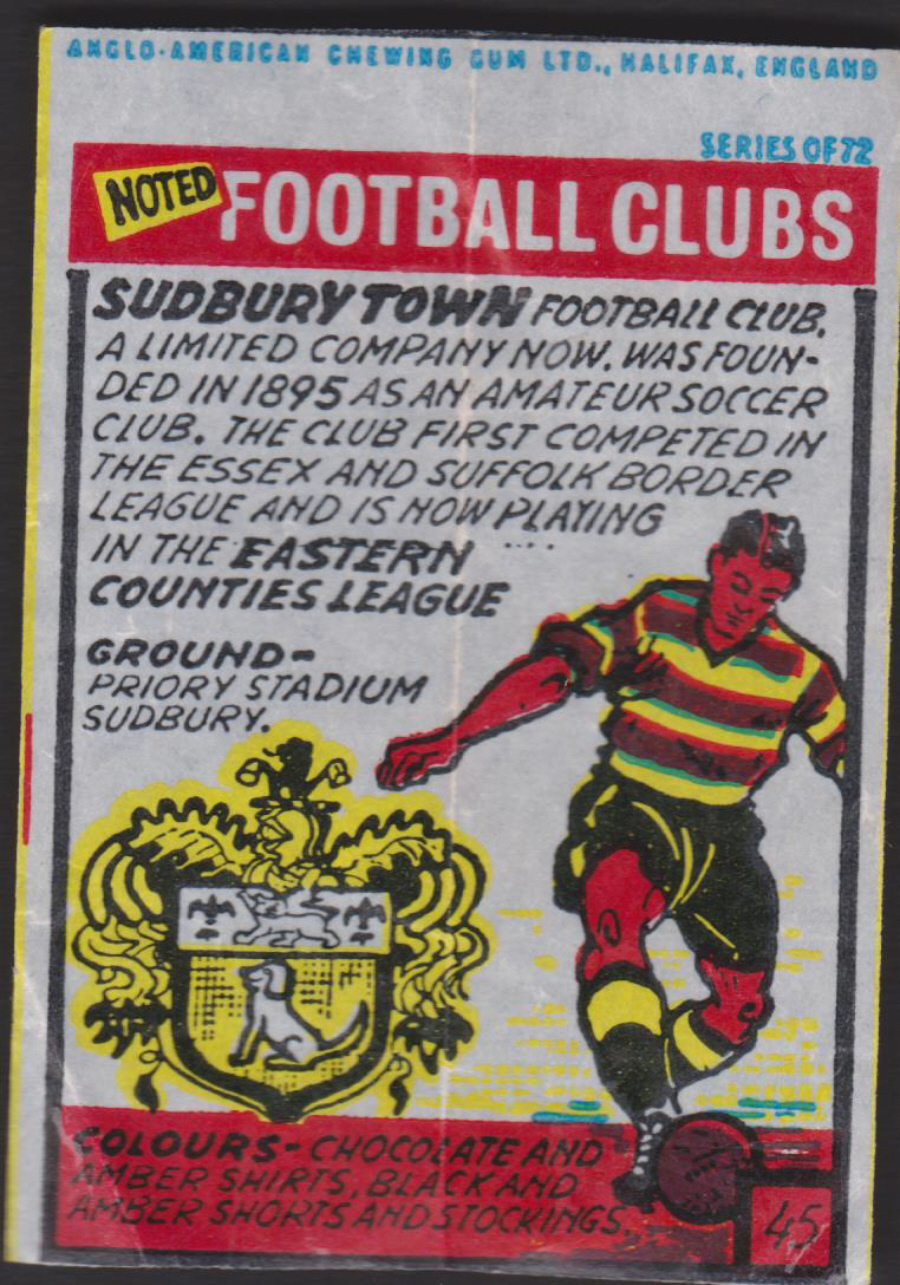 ANGLO-AMERICAN CHEWING GUM LTD., HALIFAX, ENGLAND
SERIES OF 72
NOTED FOOTBALL CLUBS
SUDBURY TOWN FOOTBALL CLUB.
A LIMITED COMPANY NOW. WAS FOUN-
DED IN 1895 AS AN AMATEUR SOCCER
CLUB. THE CLUB FIRST COMPETED IN
THE ESSEX AND SUFFOLK BORDER
LEAGUE AND IS NOW PLAYING
IN THE EASTERN ....
COUNTIES LEAGUE
GROUND-
PRIORY STADIUM
SUDBURY.
COLOURS- CHOCOLATE AND
AMBER SHIRTS, BLACK AND
AMBER SHORTS AND STOCKINGS.
45